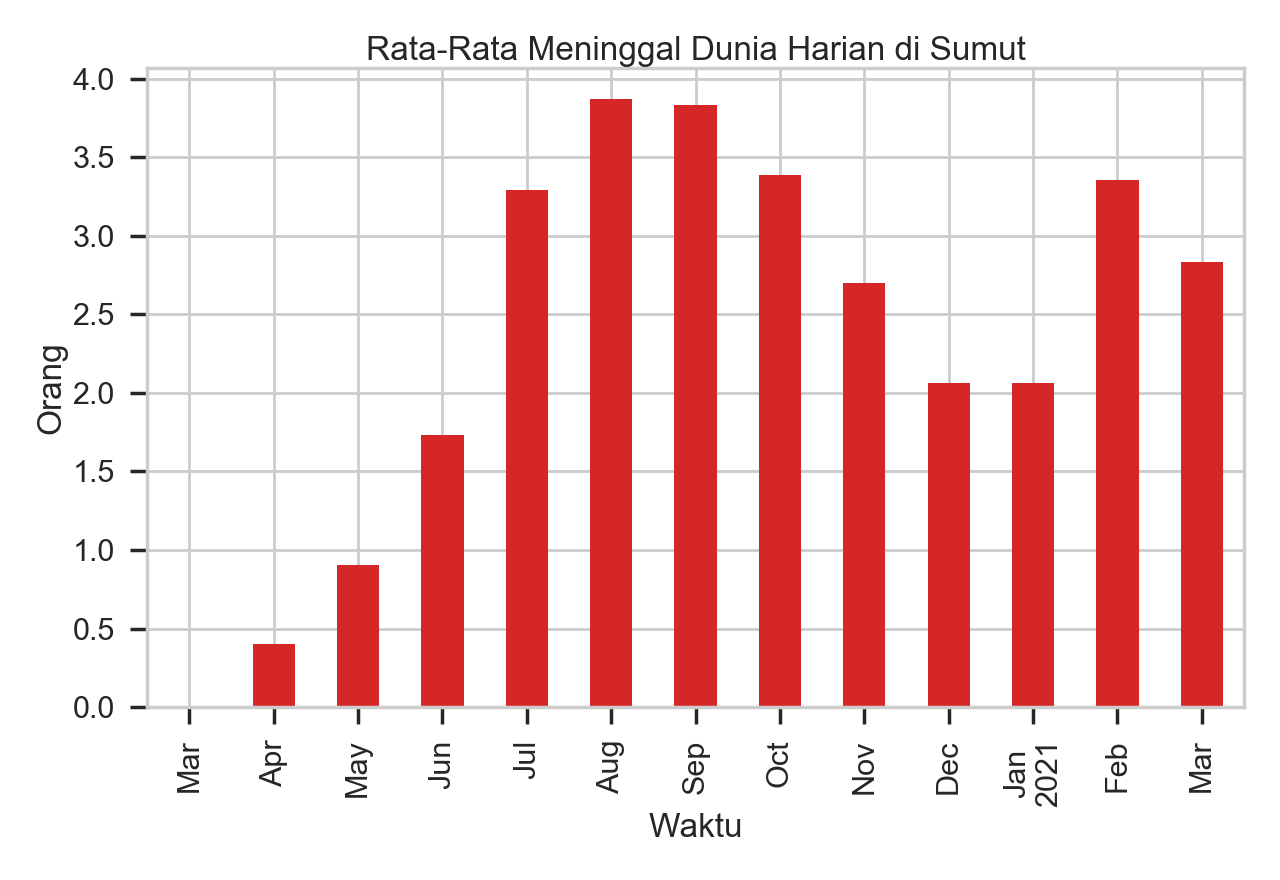 Rata-Rata Meninggal Dunia Harian di Sumut
4.0
3.5
3.0
2.5
2.0
1.5
1.0
0.5
0.0
Orang
Mar
Apr
May
Jun
Jul
Aug
Sep
Oct
Nov
Dec
Jan
2021
Feb
Mar
Waktu